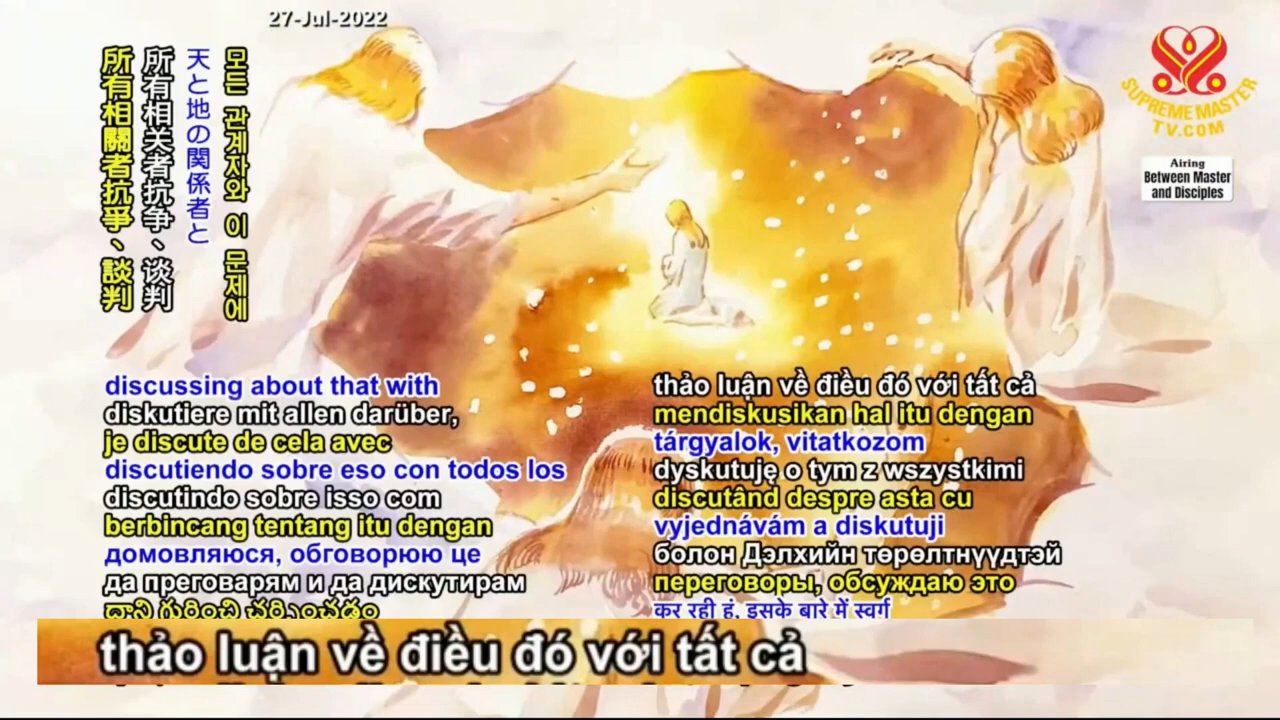 27-Jul-2022
모든 관계자와 이 문제에
天と地の関係者と
所有相关者抗争、谈判
所有相關者抗爭、談判
SUPREME MASTER
TV.COM
Airing
Between Master
and Disciples
discussing about that with
diskutiere mit allen darüber,
je discute de cela avec
discutiendo sobre eso con todos los
discutindo sobre isso com
berbincang tentang itu dengan
домовляюся, обговорюю це
да преговарям и да дискутирам
దాని గురించి చర్చించడం
thảo luận về điều đó với tất cả
mendiskusikan hal itu dengan
tárgyalok, vitatkozom
dyskutuję o tym z wszystkimi
discutând despre asta cu
vyjednávám a diskutuji
болон Дэлхийн төрөлтнүүдтэй
переговоры, обсуждаю это
कर रही हूं, इसके बारे में स्वर्ग
thảo luận về điều đó với tất cả